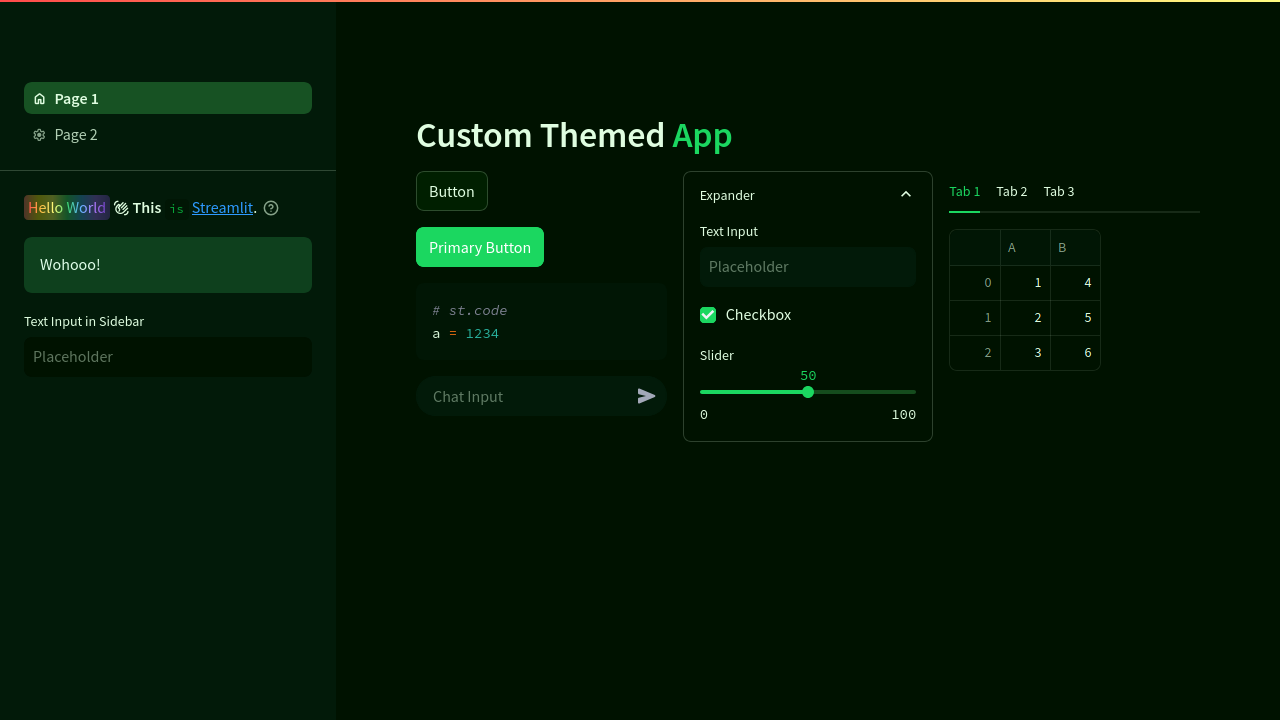 Page 1
Page 2
Hello World 👋 This is Streamlit.
Wohooo!
Text Input in Sidebar
Placeholder
Custom Themed App
Button
Primary Button
# st.code
a = 1234
Chat Input
Expander
Text Input
Placeholder
Checkbox
Slider
50
0 100
Tab 1 Tab 2 Tab 3
A B
0 1 4
1 2 5
2 3 6